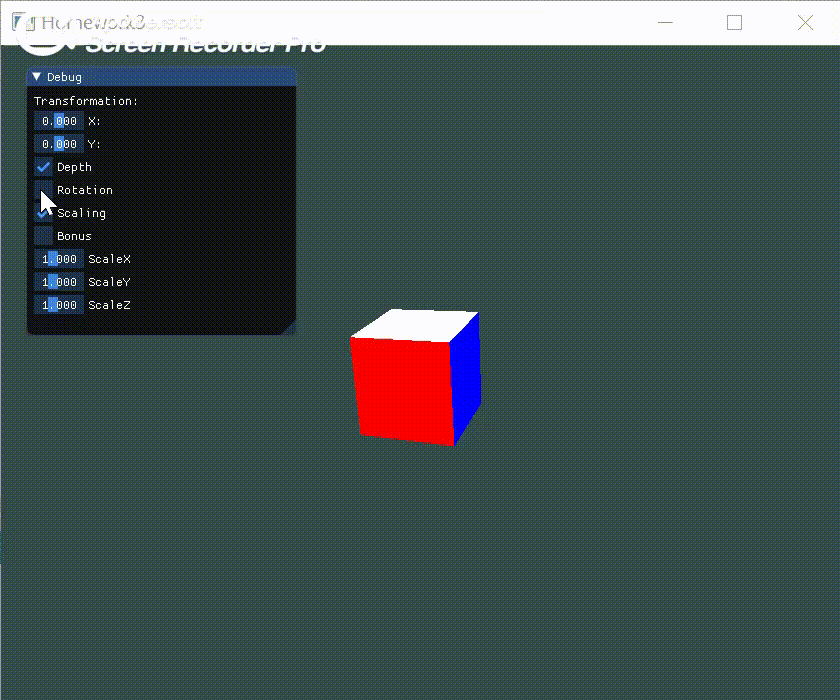 Homework3
Screen Recorder Pro
Debug
Transformation:
0.000 X:
0.000 Y:
Depth
Rotation
Scaling
Bonus
1.000 ScaleX
1.000 ScaleY
1.000 ScaleZ